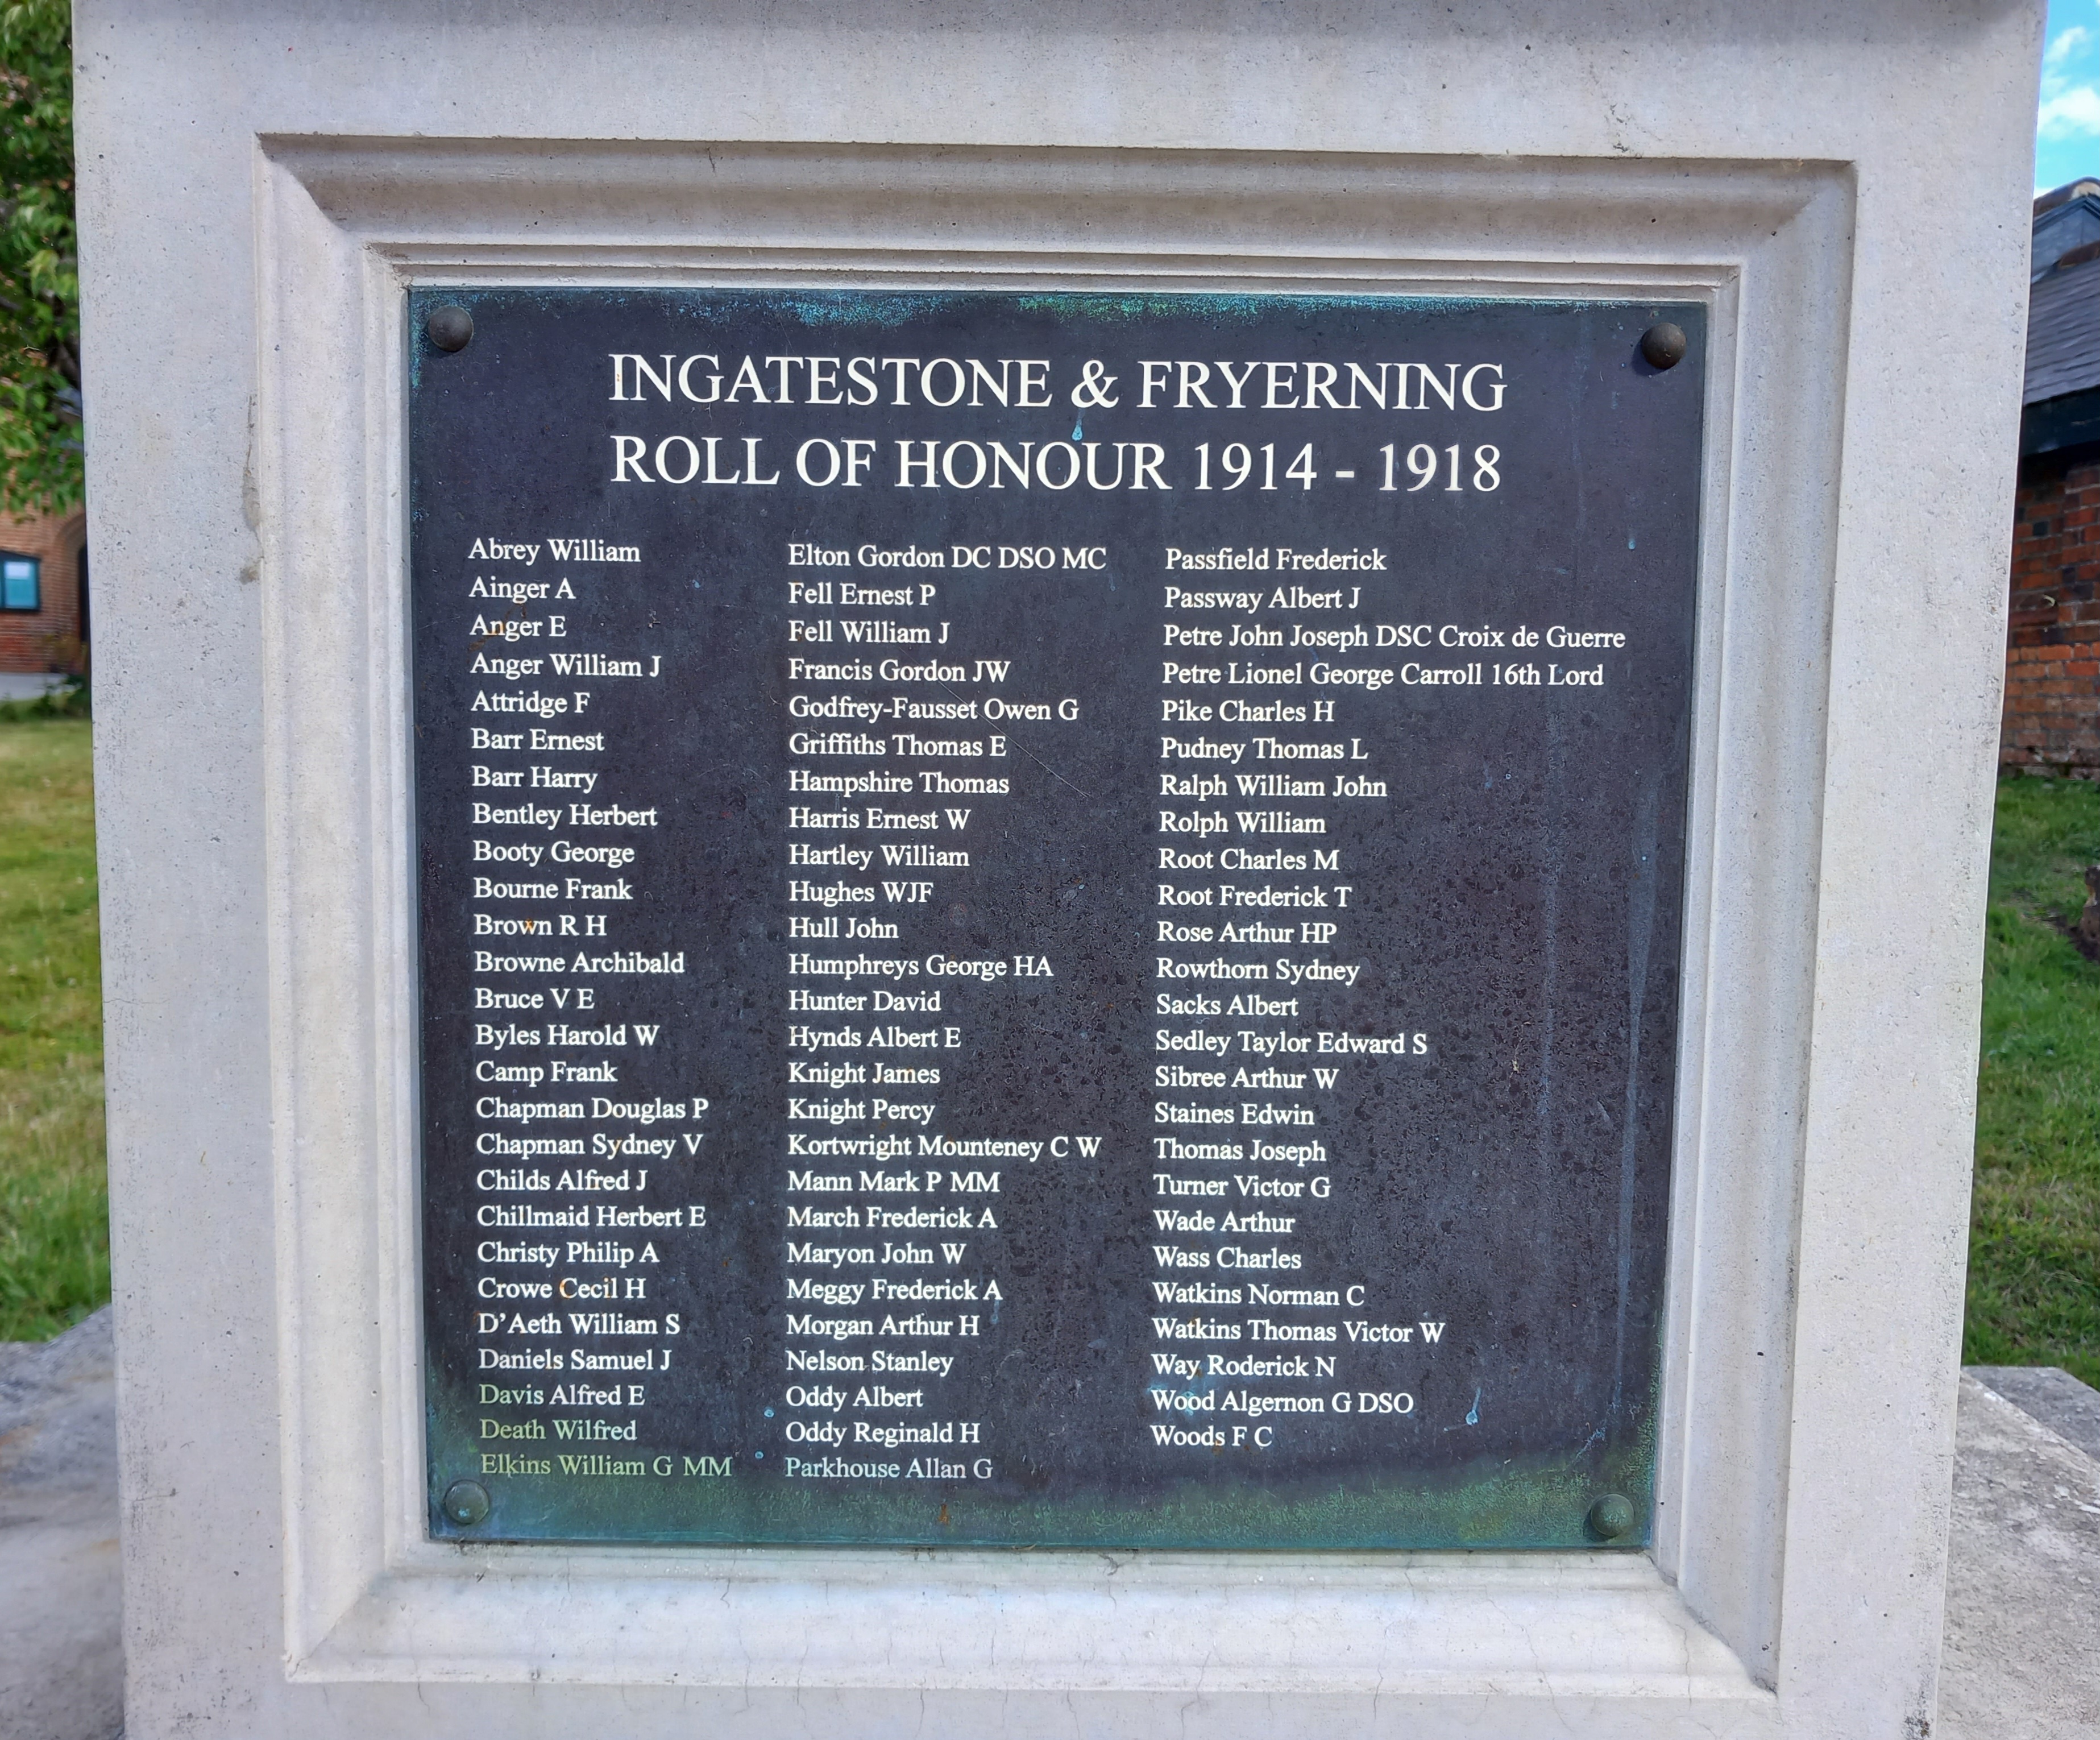 INGATESTONE & FRYERNING
ROLL OF HONOUR 1914 - 1918
Abrey William
Ainger A
Anger E
Anger William J
Attridge F
Barr Ernest
Barr Harry
Bentley Herbert
Booty George
Bourne Frank
Brown R H
Browne Archibald
Bruce V E
Byles Harold W
Camp Frank
Chapman Douglas P
Chapman Sydney V
Childs Alfred J
Chillmaid Herbert E
Christy Philip A
Crowe Cecil H
D’Aeth William S
Daniels Samuel J
Davis Alfred E
Death Wilfred
Elkins William G MM
Elton Gordon DC DSO MC
Fell Ernest P
Fell William J
Francis Gordon JW
Godfrey-Fausset Owen G
Griffiths Thomas E
Hampshire Thomas
Harris Ernest W
Hartley William
Hughes WJF
Hull John
Humphreys George HA
Hunter David
Hynds Albert E
Knight James
Knight Percy
Kortwright Mounteney C W
Mann Mark P MM
March Frederick A
Maryon John W
Meggy Frederick A
Morgan Arthur H
Nelson Stanley
Oddy Albert
Oddy Reginald H
Parkhouse Allan G
Passfield Frederick
Passway Albert J
Petre John Joseph DSC Croix de Guerre
Petre Lionel George Carroll 16th Lord
Pike Charles H
Pudney Thomas L
Ralph William John
Rolph William
Root Charles M
Root Frederick T
Rose Arthur HP
Rowthorn Sydney
Sacks Albert
Sedley Taylor Edward S
Sibree Arthur W
Staines Edwin
Thomas Joseph
Turner Victor G
Wade Arthur
Wass Charles
Watkins Norman C
Watkins Thomas Victor W
Way Roderick N
Wood Algernon G DSO
Woods F C